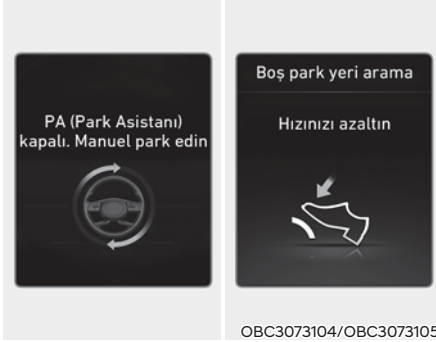 PA (Park Asistanı)
kapalı. Manuel park edin
Boş park yeri arama
Hızınızı azaltın
OBC3073104/OBC3073105